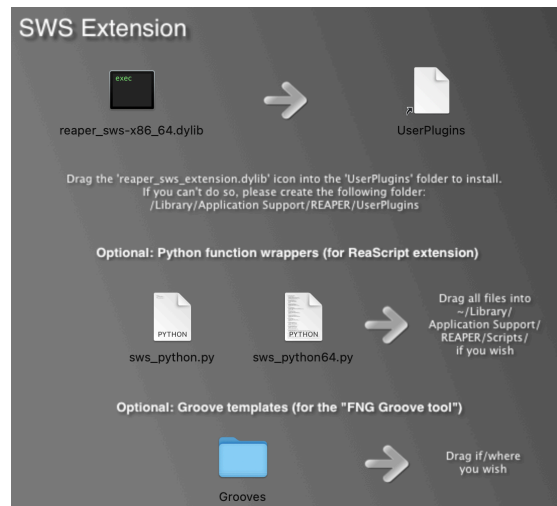 SWS Extension
exec
reaper_sws-x86_64.dylib
UserPlugins
Drag the 'reaper_sws_extension.dylib' icon into the 'UserPlugins' folder to install.
If you can't do so, please create the following folder:
/Library/Application Support/REAPER/UserPlugins
Optional: Python function wrappers (for ReaScript extension)
PYTHON
sws_python.py
PYTHON
sws_python64.py
Drag all files into
~/Library/
Application Support/
REAPER/Scripts/
if you wish
Optional: Groove templates (for the "FNG Groove tool")
Grooves
Drag if/where
you wish